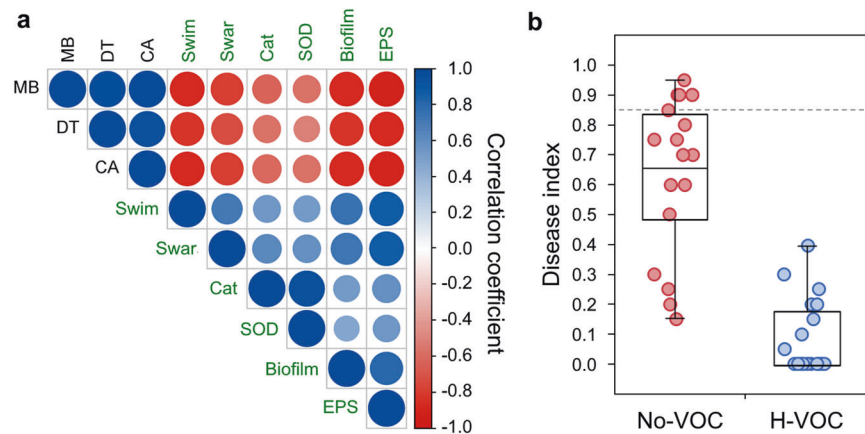 a
MB
DT
CA
Swim
Swar
Cat
SOD
Biofilm
EPS
MB
DT
CA
Swim
Swar
Cat
SOD
Biofilm
EPS
1.0
0.8
0.6
0.4
0.2
0.0
-0.2
-0.4
-0.6
-0.8
-1.0
Correlation coefficient
b
Disease index
1.0
0.9
0.8
0.7
0.6
0.5
0.4
0.3
0.2
0.1
0.0
No-VOC
H-VOC